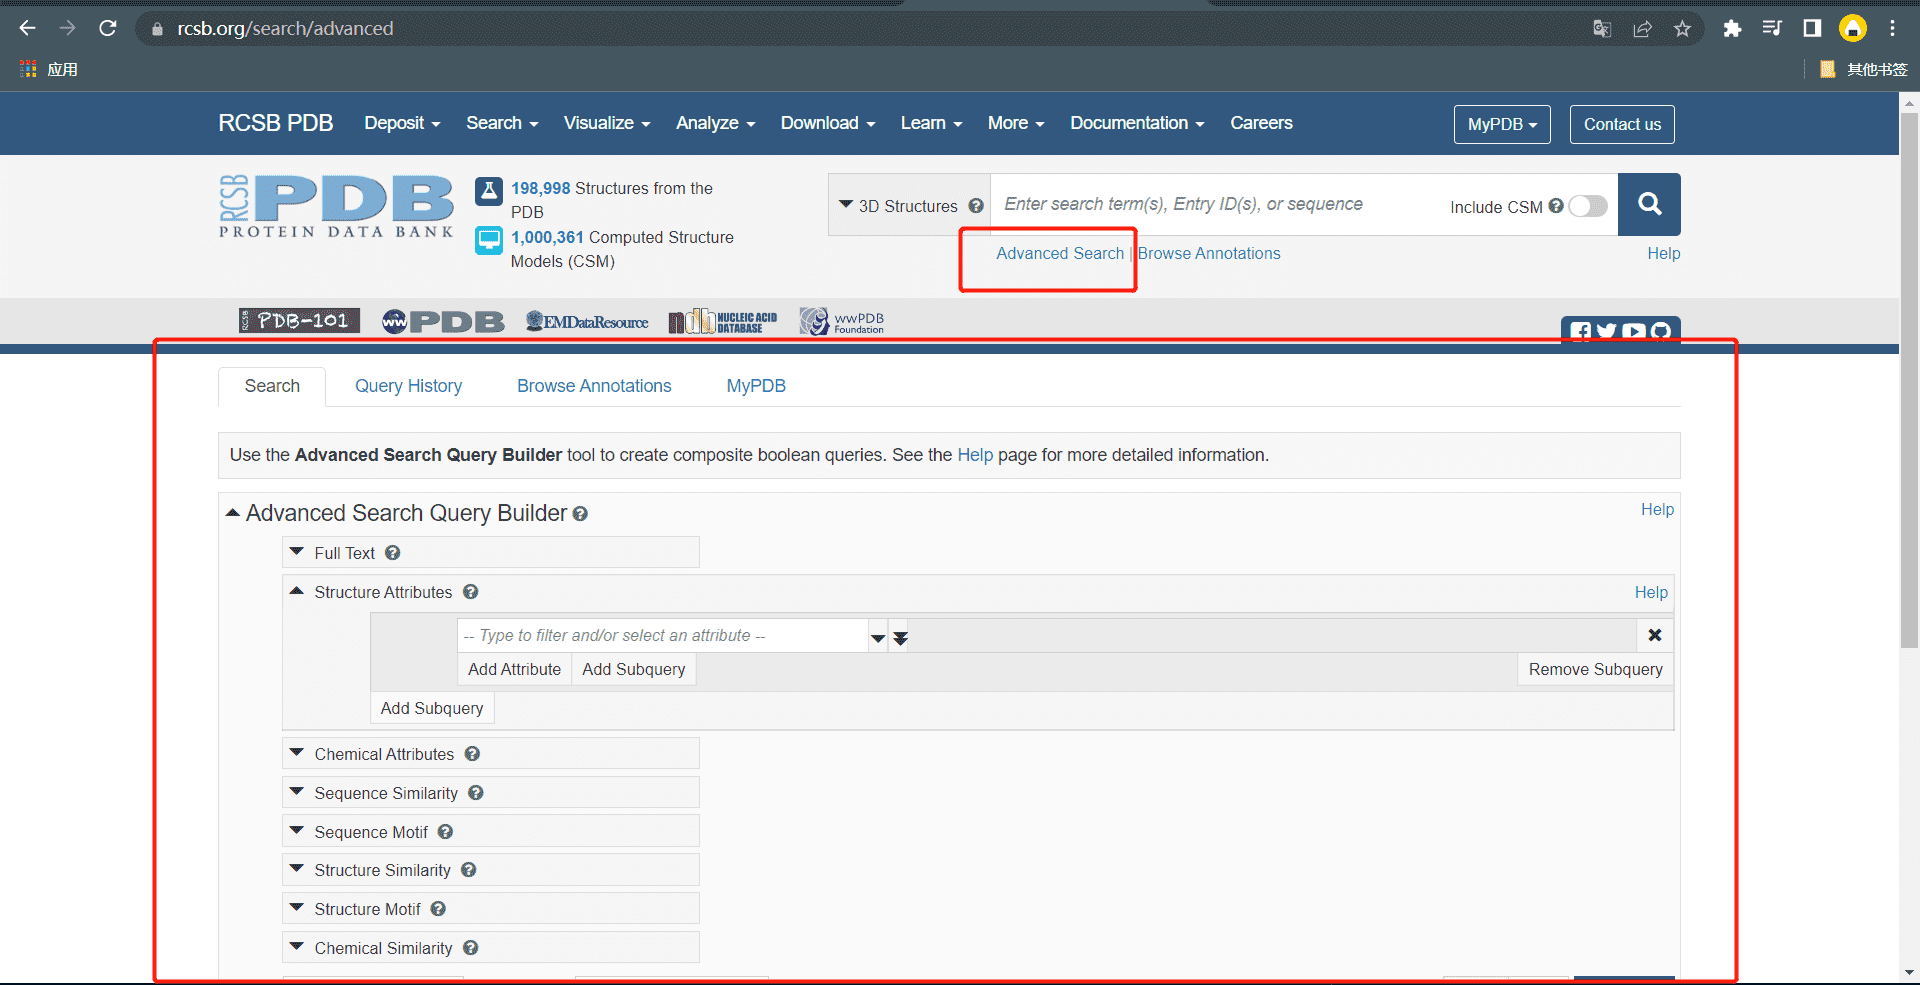 rcsb.org/search/advanced
应用
其他书签
RCSB PDB Deposit Search Visualize Analyze Download Learn More Documentation Careers MyPDB Contact us
RCSB PDB
PROTEIN DATA BANK
198,998 Structures from the
PDB
1,000,361 Computed Structure
Models (CSM)
3D Structures Enter search term(s), Entry ID(s), or sequence Include CSM
Advanced Search | Browse Annotations Help
RCSB PDB-101 wwPDB EMDataResource ndb NUCLEIC ACID DATABASE wwPDB Foundation
Search Query History Browse Annotations MyPDB
Use the Advanced Search Query Builder tool to create composite boolean queries. See the Help page for more detailed information.
Advanced Search Query Builder Help
Full Text
Structure Attributes Help
-- Type to filter and/or select an attribute --
Add Attribute Add Subquery Remove Subquery
Add Subquery
Chemical Attributes
Sequence Similarity
Sequence Motif
Structure Similarity
Structure Motif
Chemical Similarity